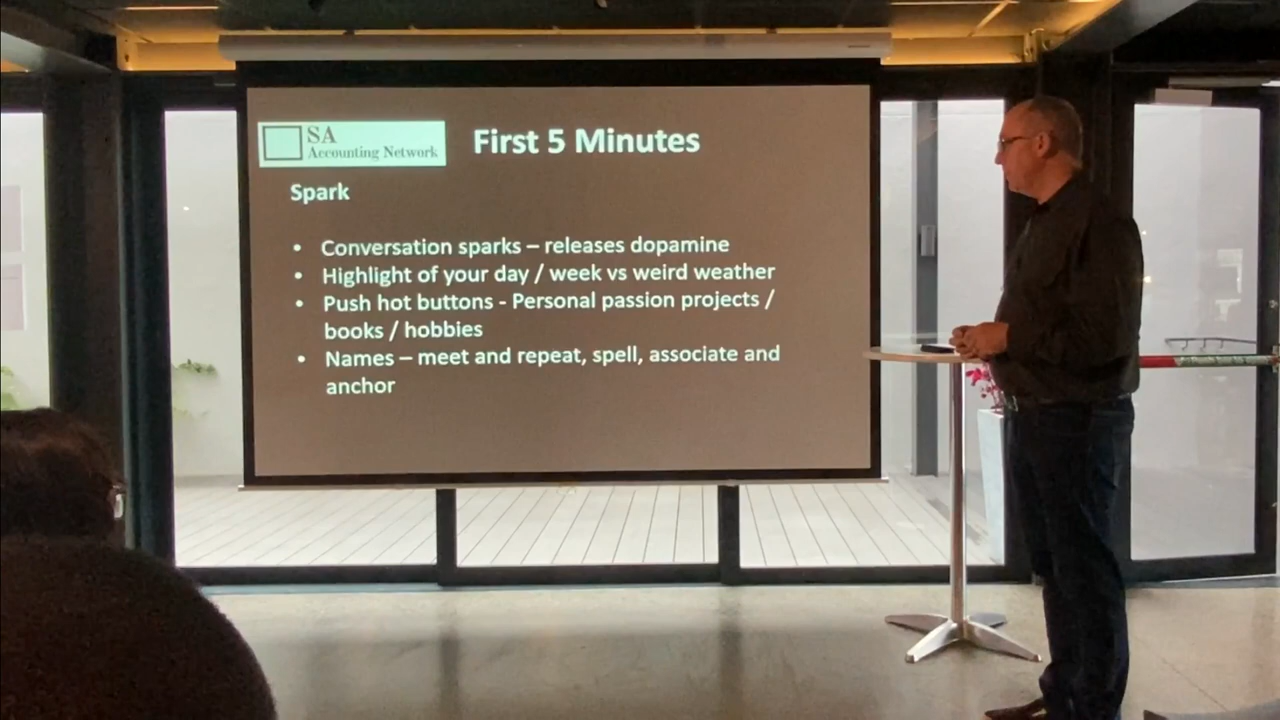 SA
Accounting Network
First 5 Minutes
Spark
• Conversation sparks – releases dopamine
• Highlight of your day / week vs weird weather
• Push hot buttons - Personal passion projects /
books / hobbies
• Names – meet and repeat, spell, associate and
anchor